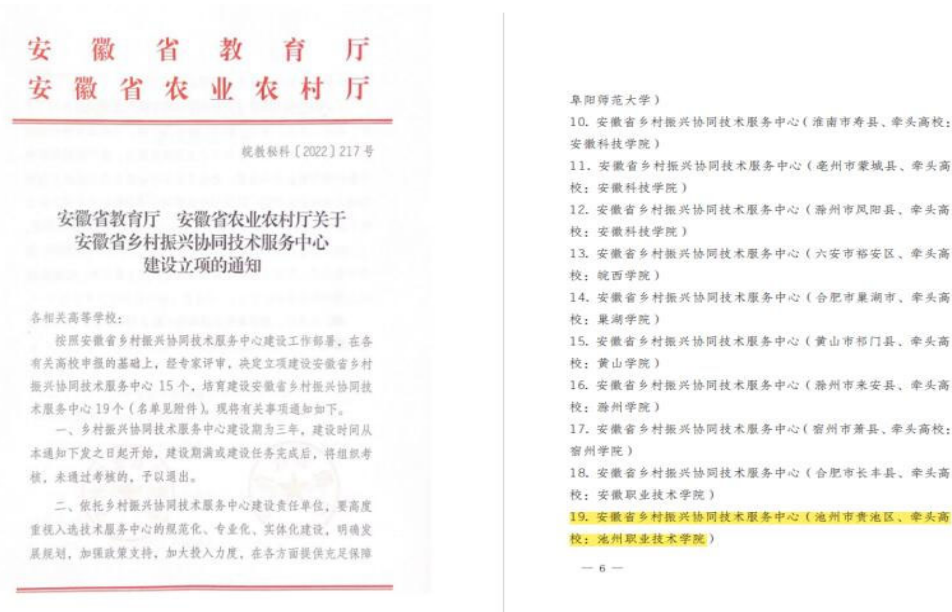 安徽省教育厅
安徽省农业农村厅
皖教秘科〔2022〕217号
安徽省教育厅 安徽省农业农村厅关于
安徽省乡村振兴协同技术服务中心
建设立项的通知
各相关高等学校:
按照安徽省乡村振兴协同技术服务中心建设工作部署,在各
有关高校申报的基础上,经专家评审,决定立项建设安徽省乡村
振兴协同技术服务中心 15 个,培育建设安徽省乡村振兴协同技
术服务中心19个(名单见附件)。现将有关事项通知如下。
一、乡村振兴协同技术服务中心建设期为三年,建设时间从
本通知下发之日起开始,建设期满或建设任务完成后,将组织考
核,未通过考核的,予以退出。
二、依托乡村振兴协同技术服务中心建设责任单位,要高度
重视入选技术服务中心的规范化、专业化、实体化建设,明确发
展规划,加强政策支持,加大投入力度,在各方面提供充足保障
阜阳师范大学)
10. 安徽省乡村振兴协同技术服务中心(淮南市寿县、牵头高校:
安徽科技学院)
11. 安徽省乡村振兴协同技术服务中心(亳州市蒙城县、牵头高
校:安徽科技学院)
12. 安徽省乡村振兴协同技术服务中心(滁州市凤阳县、牵头高
校:安徽科技学院)
13. 安徽省乡村振兴协同技术服务中心(六安市裕安区、牵头高
校:皖西学院)
14. 安徽省乡村振兴协同技术服务中心(合肥市巢湖市、牵头高
校:巢湖学院)
15. 安徽省乡村振兴协同技术服务中心(黄山市祁门县、牵头高
校:黄山学院)
16. 安徽省乡村振兴协同技术服务中心(滁州市来安县、牵头高
校:滁州学院)
17. 安徽省乡村振兴协同技术服务中心(宿州市萧县、牵头高校:
宿州学院)
18. 安徽省乡村振兴协同技术服务中心(合肥市长丰县、牵头高
校:安徽职业技术学院)
19. 安徽省乡村振兴协同技术服务中心(池州市贵池区、牵头高
校:池州职业技术学院)
— 6 —